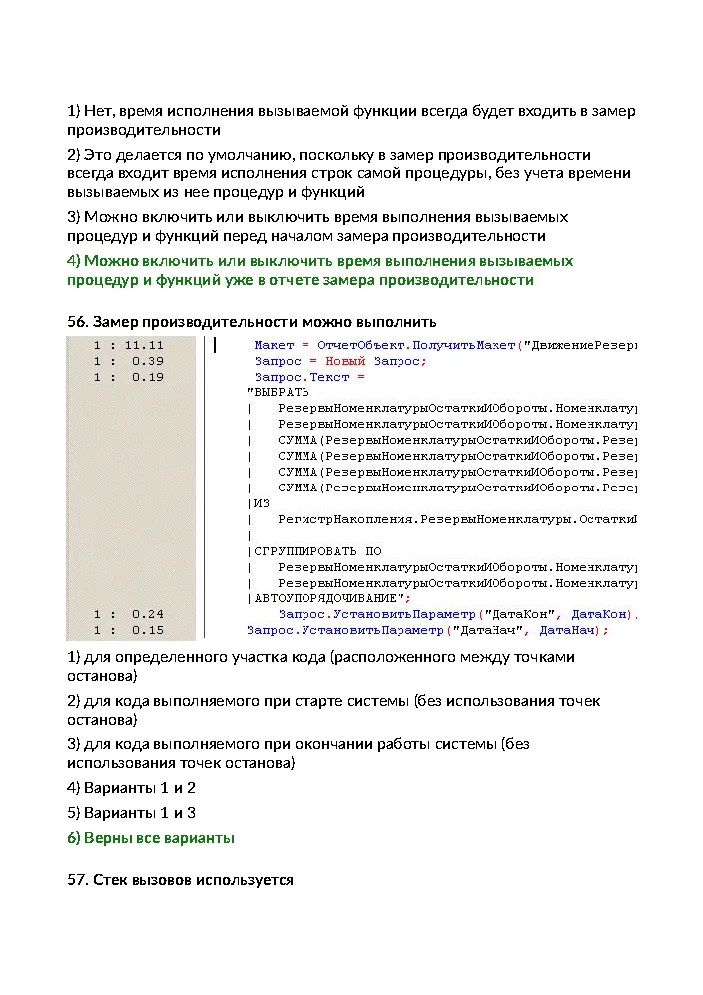 1) Нет, время исполнения вызываемой функции всегда будет входить в замер
производительности
2) Это делается по умолчанию, поскольку в замер производительности
всегда входит время исполнения строк самой процедуры, без учета времени
вызываемых из нее процедур и функций
3) Можно включить или выключить время выполнения вызываемых
процедур и функций перед началом замера производительности
4) Можно включить или выключить время выполнения вызываемых
процедур и функций уже в отчете замера производительности
56. Замер производительности можно выполнить
1 : 11.11 Макет = ОтчетОбъект.ПолучитьМакет("ДвижениеРезерв
1 : 0.39 Запрос = Новый Запрос;
1 : 0.19 Запрос.Текст =
"ВЫБРАТЬ
| РезервыНоменклатурыОстаткиИОбороты.Номенклату
| РезервыНоменклатурыОстаткиИОбороты.Номенклату
| СУММА(РезервыНоменклатурыОстаткиИОбороты.Резе
| СУММА(РезервыНоменклатурыОстаткиИОбороты.Резе
| СУММА(РезервыНоменклатурыОстаткиИОбороты.Резе
| СУММА(РезервыНоменклатурыОстаткиИОбороты.Резе
|ИЗ
| РегистрНакопления.РезервыНоменклатуры.Остатки
|
|СГРУППИРОВАТЬ ПО
| РезервыНоменклатурыОстаткиИОбороты.Номенклату
| РезервыНоменклатурыОстаткиИОбороты.Номенклату
|АВТОУПОРЯДОЧИВАНИЕ";
1 : 0.24 Запрос.УстановитьПараметр("ДатаКон", ДатаКон)
1 : 0.15 Запрос.УстановитьПараметр("ДатаНач", ДатаНач);
1) для определенного участка кода (расположенного между точками
останова)
2) для кода выполняемого при старте системы (без использования точек
останова)
3) для кода выполняемого при окончании работы системы (без
использования точек останова)
4) Варианты 1 и 2
5) Варианты 1 и 3
6) Верны все варианты
57. Стек вызовов используется